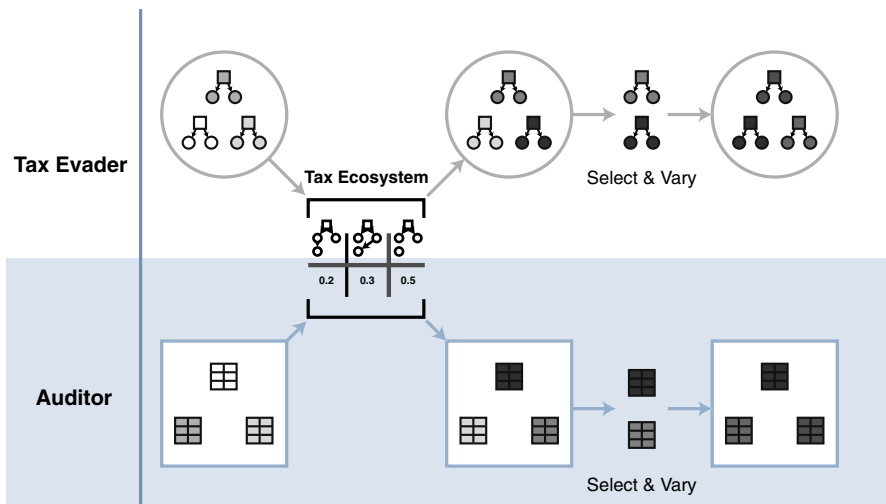 Tax Evader
Tax Ecosystem
Select & Vary
0.2 0.3 0.5
Auditor
Select & Vary